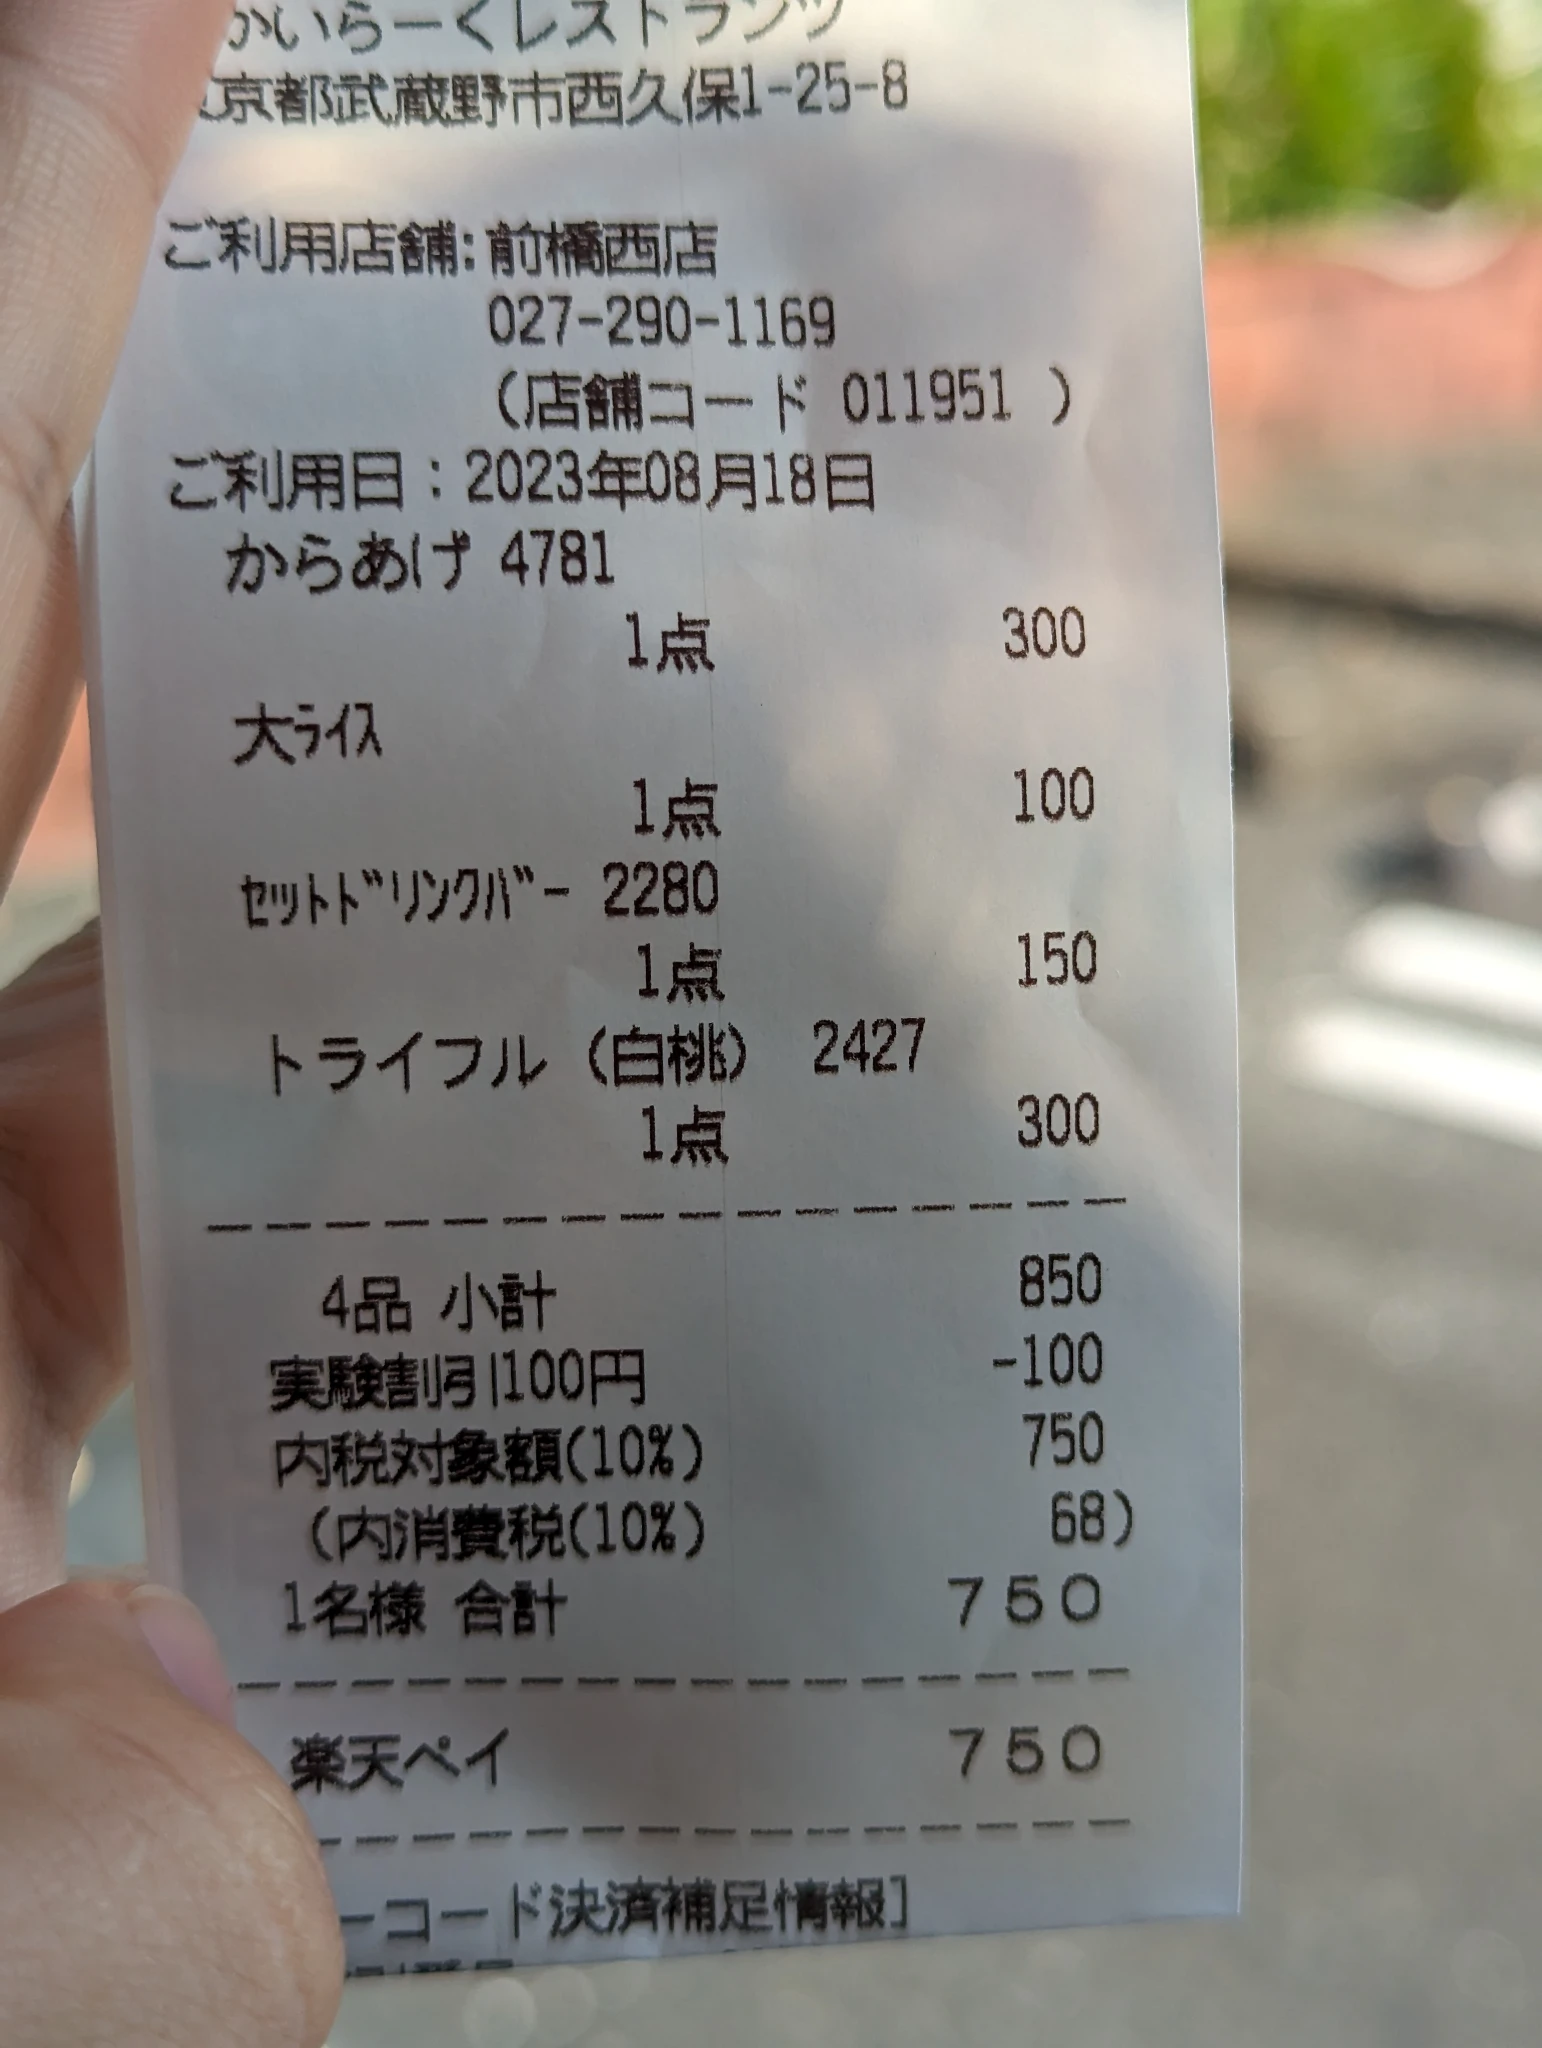 かいらーくレストランツ
京都武蔵野市西久保1-25-8
ご利用店舗:前橋西店
027-290-1169
(店舗コード 011951 )
ご利用日:2023年08月18日
からあげ 4781
1点 300
大ﾗｲｽ
1点 100
ｾｯﾄﾄﾞﾘﾝｸﾊﾞｰ 2280
1点 150
トライフル (白桃) 2427
1点 300
4品 小計 850
実験割引100円 -100
内税対象額(10%) 750
(内消費税(10%) 68)
1名様 合計 750
楽天ペイ 750
ーコード決済補足情報]